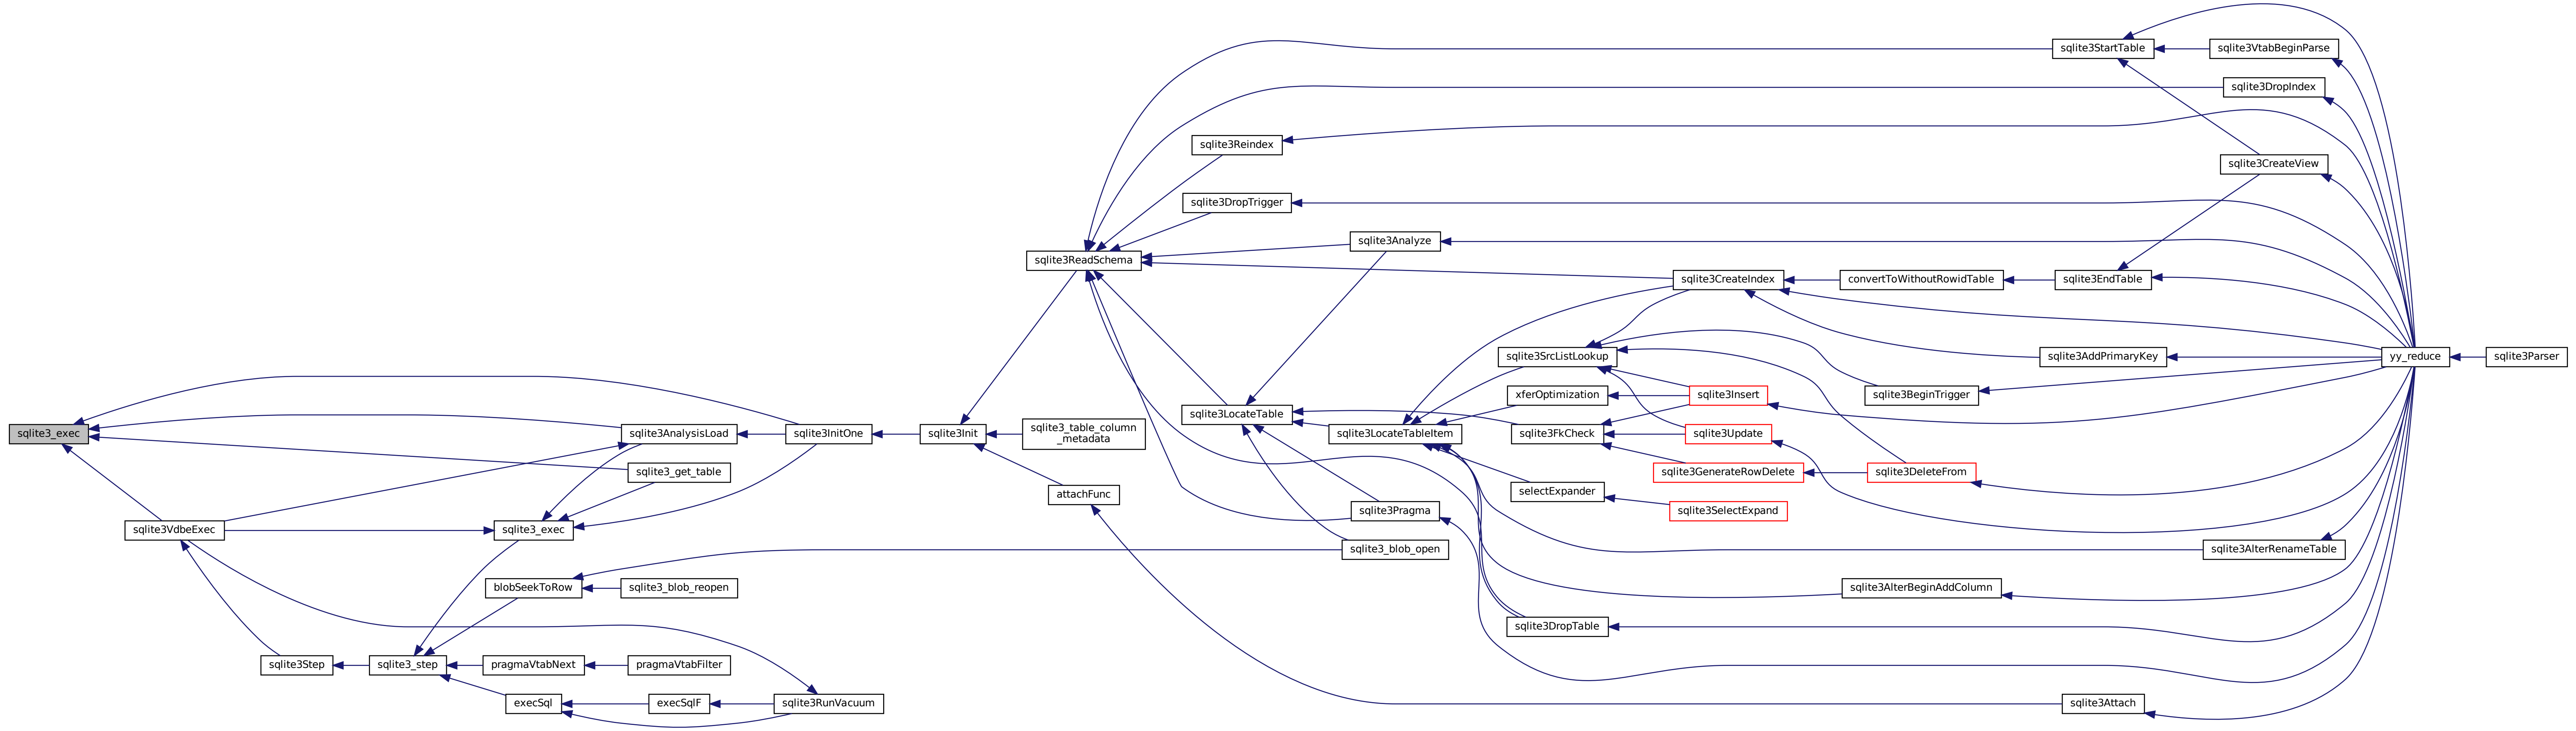 sqlite3StartTable
sqlite3VtabBeginParse
sqlite3DropIndex
sqlite3Reindex
sqlite3CreateView
sqlite3DropTrigger
sqlite3Analyze
sqlite3ReadSchema
sqlite3CreateIndex
convertToWithoutRowidTable
sqlite3EndTable
sqlite3SrcListLookup
sqlite3AddPrimaryKey
yy_reduce
sqlite3Parser
xferOptimization
sqlite3Insert
sqlite3BeginTrigger
sqlite3LocateTable
sqlite3_exec
sqlite3AnalysisLoad
sqlite3InitOne
sqlite3Init
sqlite3_table_column
_metadata
sqlite3LocateTableItem
sqlite3FkCheck
sqlite3Update
sqlite3_get_table
sqlite3GenerateRowDelete
sqlite3DeleteFrom
attachFunc
selectExpander
sqlite3SelectExpand
sqlite3Pragma
sqlite3VdbeExec
sqlite3_exec
sqlite3_blob_open
sqlite3AlterRenameTable
blobSeekToRow
sqlite3_blob_reopen
sqlite3AlterBeginAddColumn
sqlite3DropTable
sqlite3Step
sqlite3_step
pragmaVtabNext
pragmaVtabFilter
execSql
execSqlF
sqlite3RunVacuum
sqlite3Attach